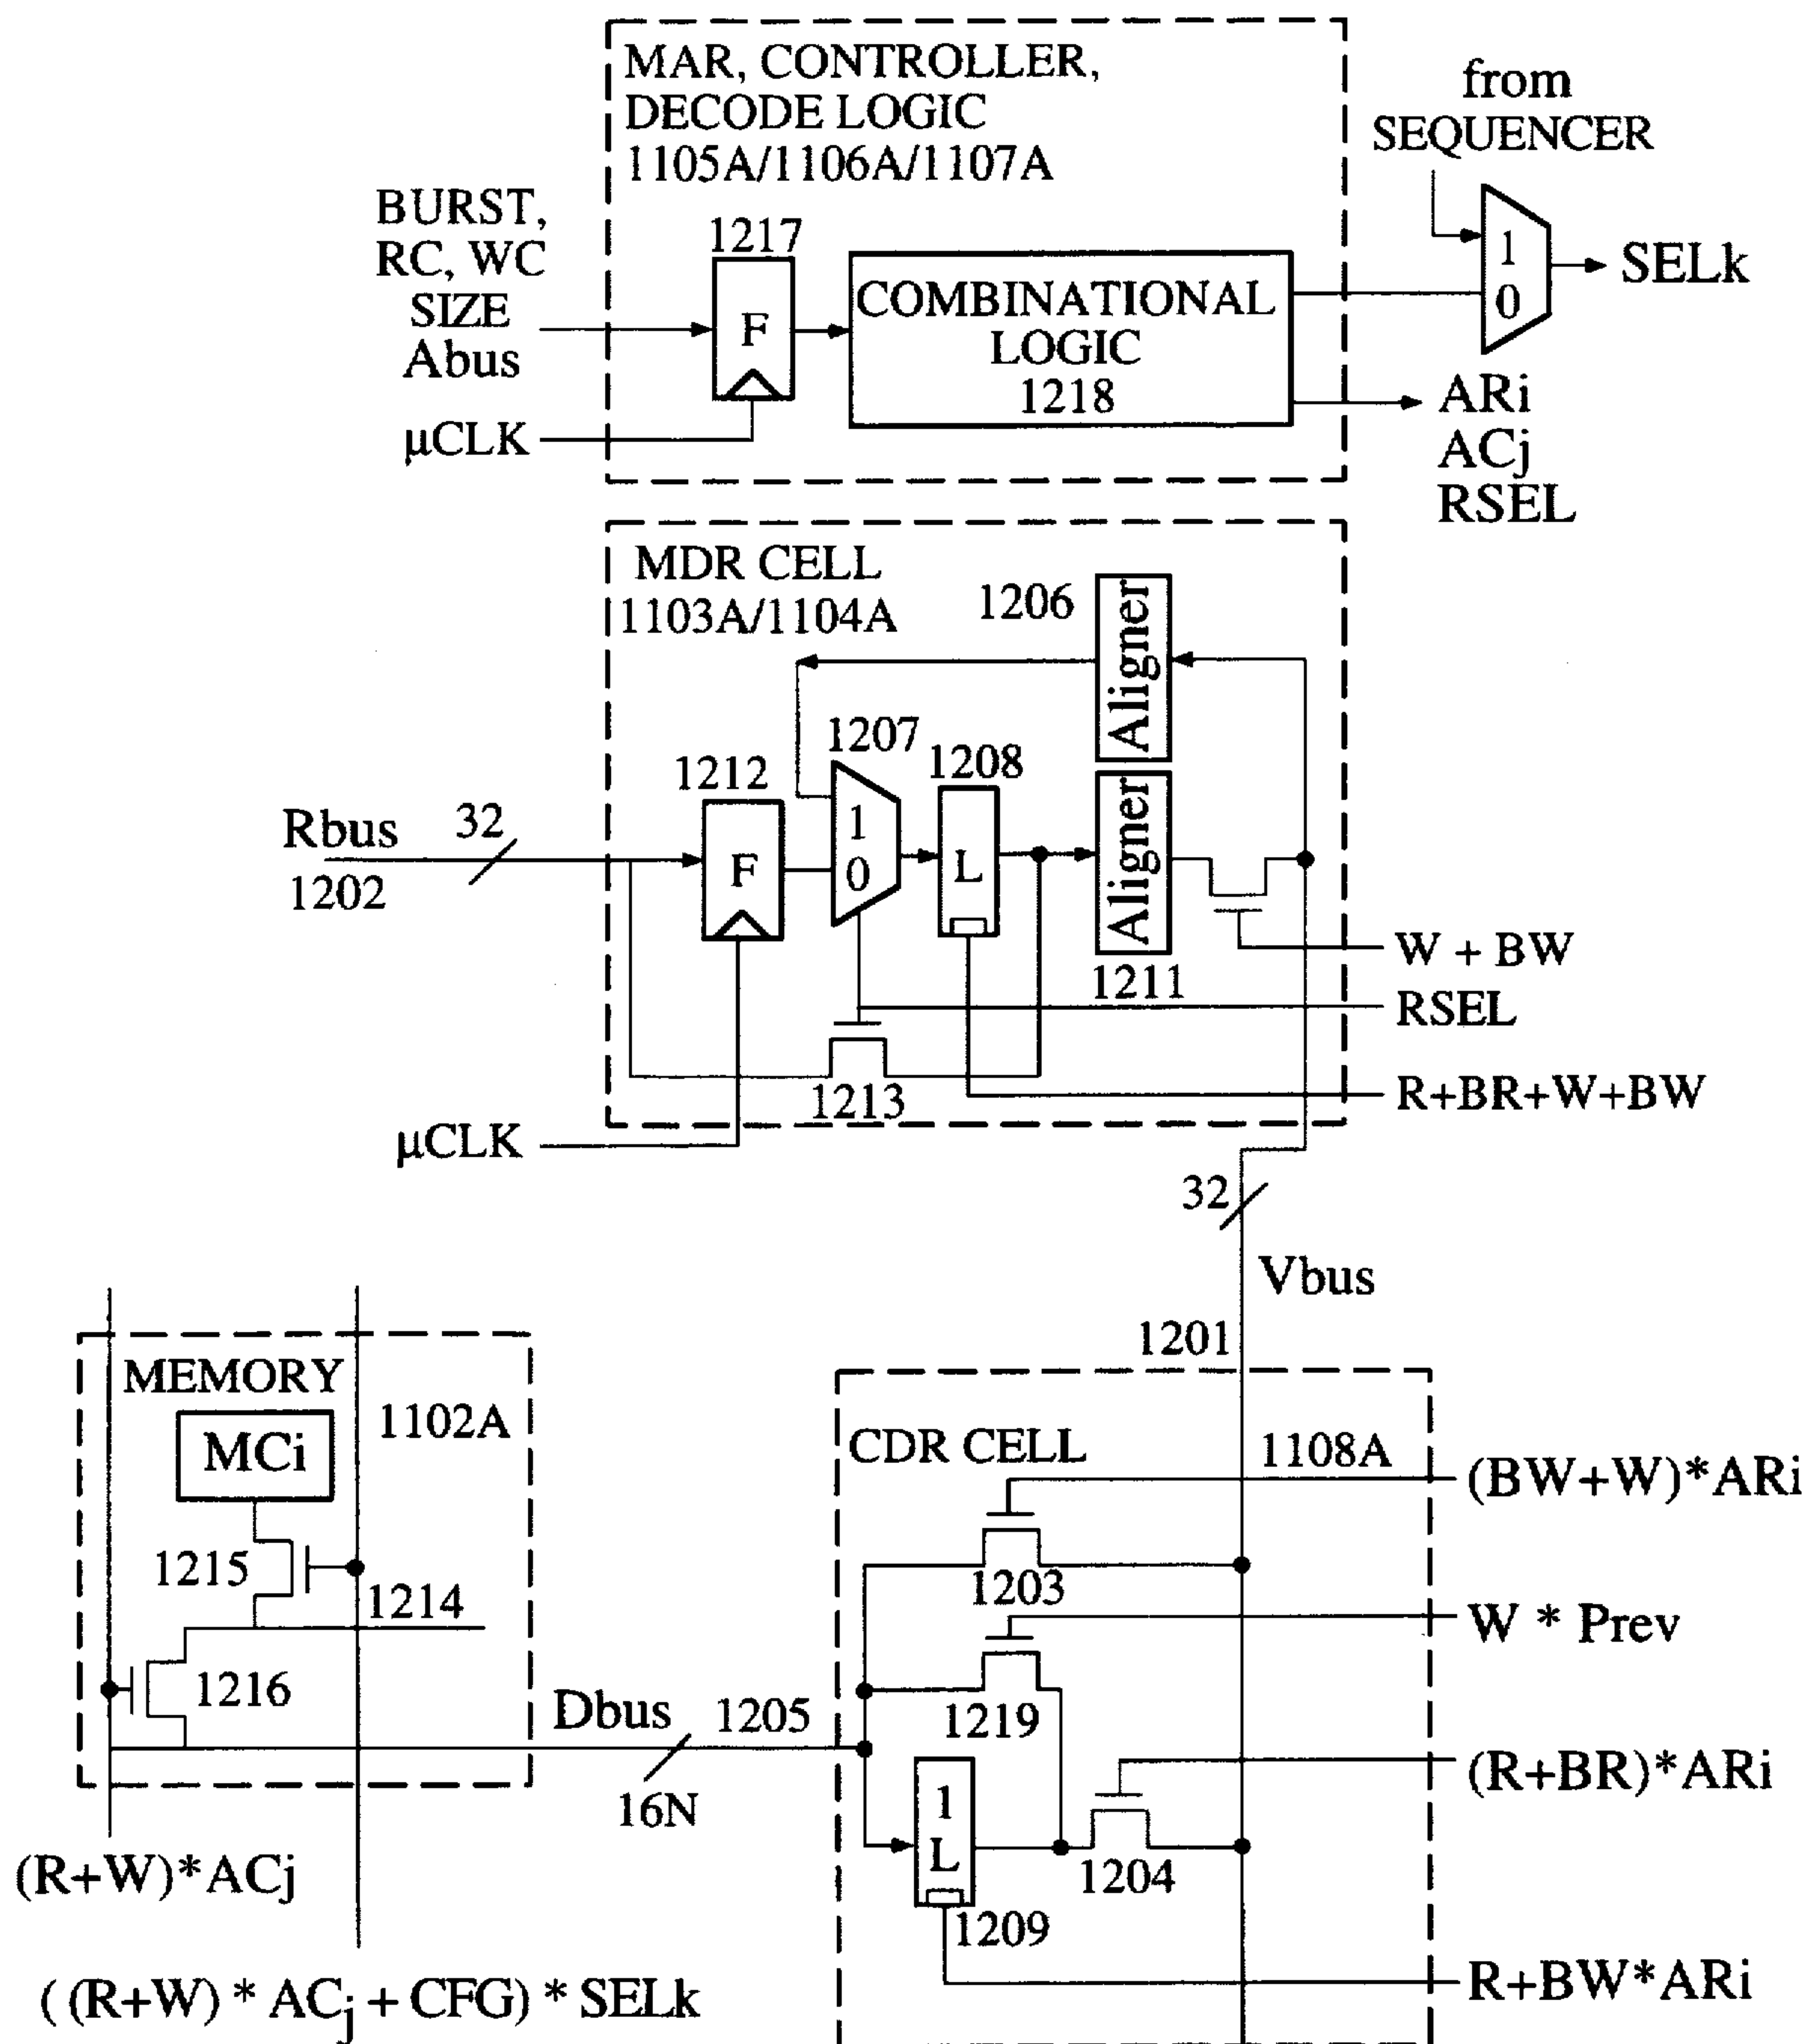 MAR, CONTROLLER,
DECODE LOGIC
1105A/1106A/1107A
from
SEQUENCER
BURST,
RC, WC
SIZE
Abus
1217
F
COMBINATIONAL
LOGIC
1218
1
0
SELk
µCLK
ARi
ACj
RSEL
MDR CELL
1103A/1104A
1206
Aligner
1207
1208
1212
Rbus
32
1202
F
1
0
L
Aligner
1211
W + BW
RSEL
1213
R+BR+W+BW
µCLK
32
Vbus
1201
MEMORY
1102A
MCi
1215
1214
1216
CDR CELL
1108A
(BW+W)*ARi
1203
W * Prev
1219
Dbus
1205
16N
(R+BR)*ARi
1
L
1204
1209
(R+W)*ACj
R+BW*ARi
( (R+W) * ACj + CFG) * SELk